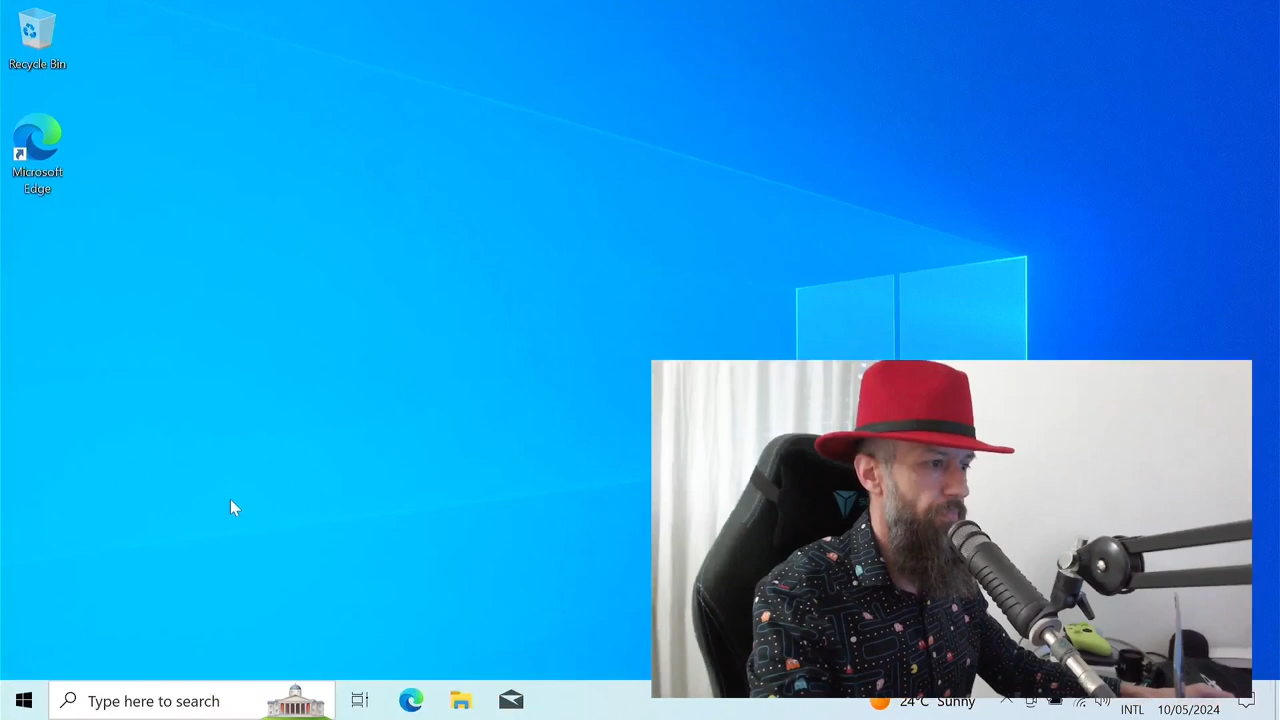 Recycle Bin
Microsoft
Edge
Type here to search
24°C Sunny
INTL
10/05/2024